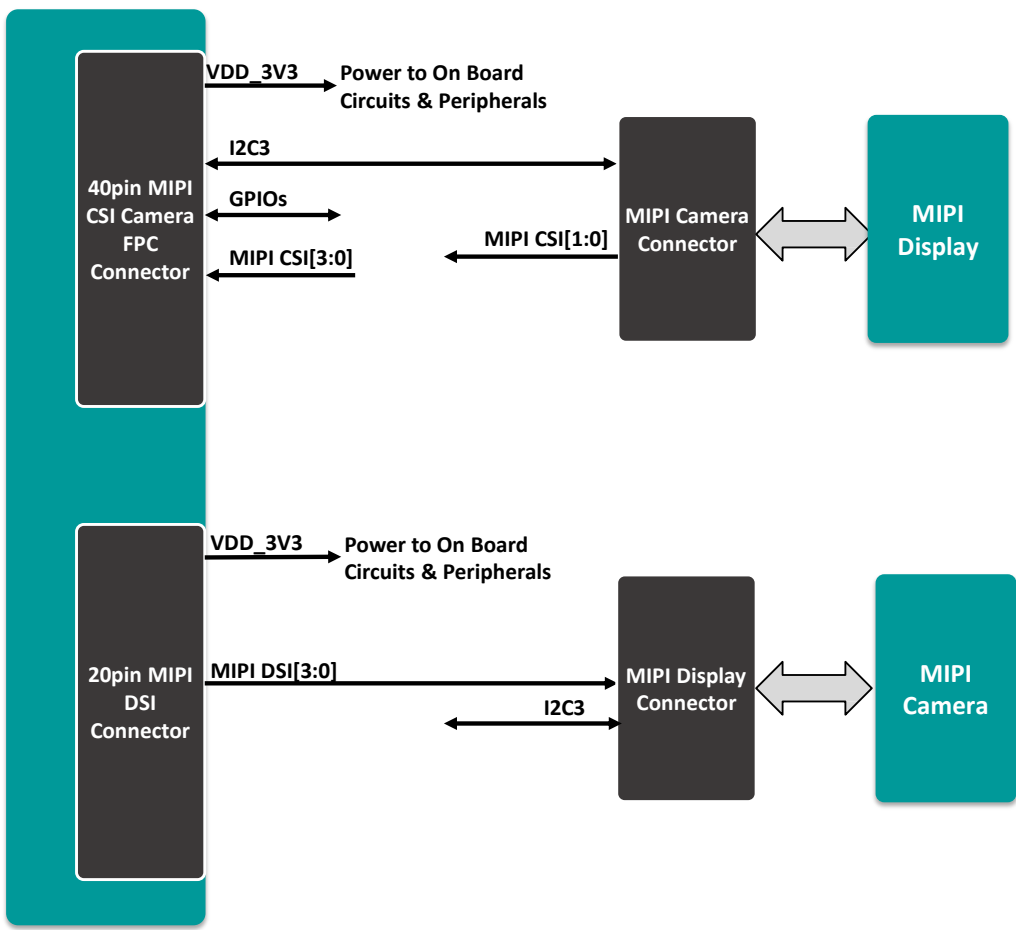 VDD_3V3
Power to On Board
Circuits & Peripherals
I2C3
40pin MIPI
CSI Camera
FPC
Connector
GPIOs
MIPI CSI[3:0]
MIPI CSI[1:0]
MIPI Camera
Connector
MIPI
Display
VDD_3V3
Power to On Board
Circuits & Peripherals
20pin MIPI
DSI
Connector
MIPI DSI[3:0]
I2C3
MIPI Display
Connector
MIPI
Camera